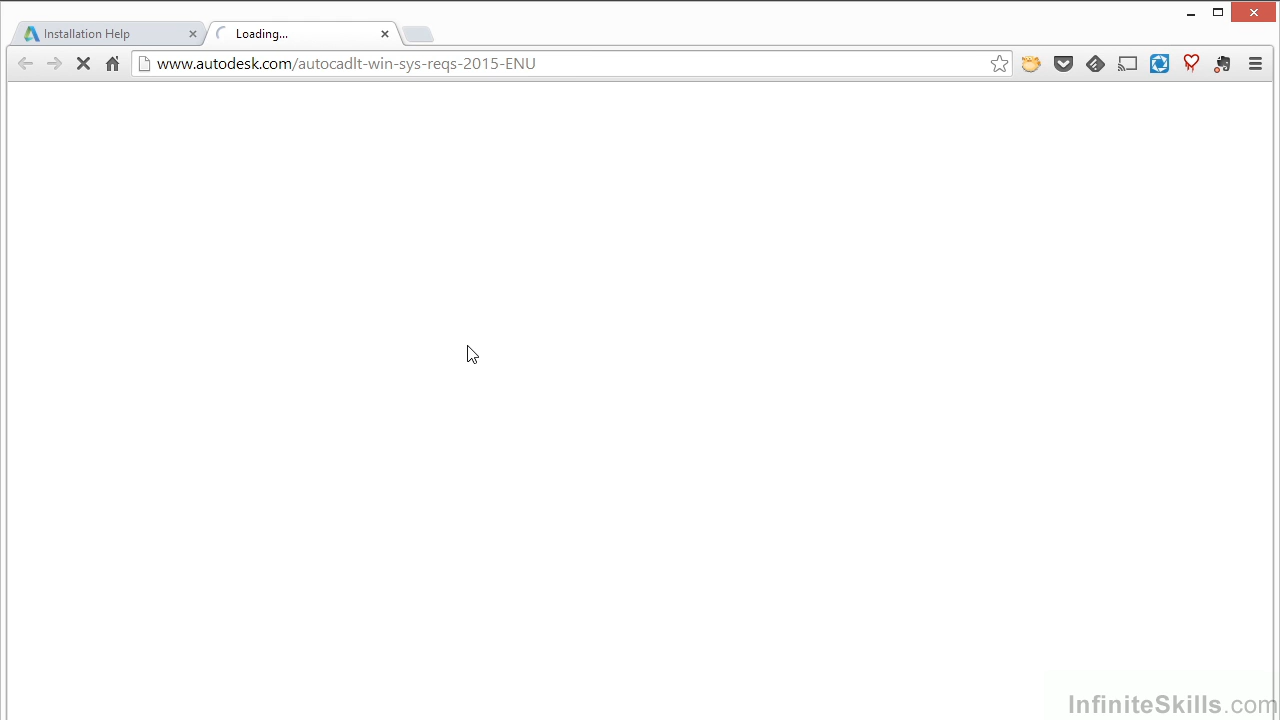 Installation Help
Loading...
www.autodesk.com/autocadlt-win-sys-reqs-2015-ENU
InfiniteSkills.com